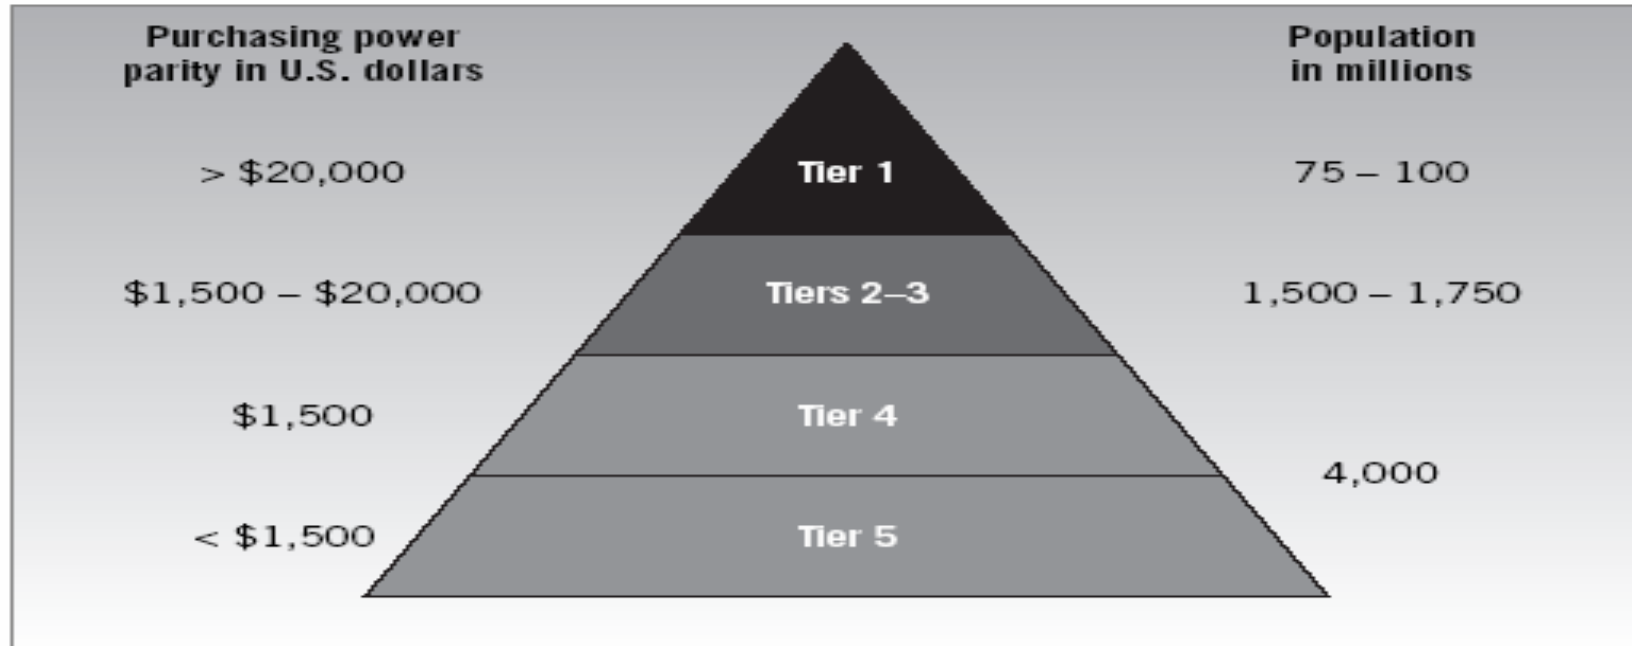 Purchasing power
parity in U.S. dollars
Population
in millions
> $20,000
Tier 1
75 – 100
$1,500 – $20,000
Tiers 2–3
1,500 – 1,750
$1,500
Tier 4
4,000
< $1,500
Tier 5